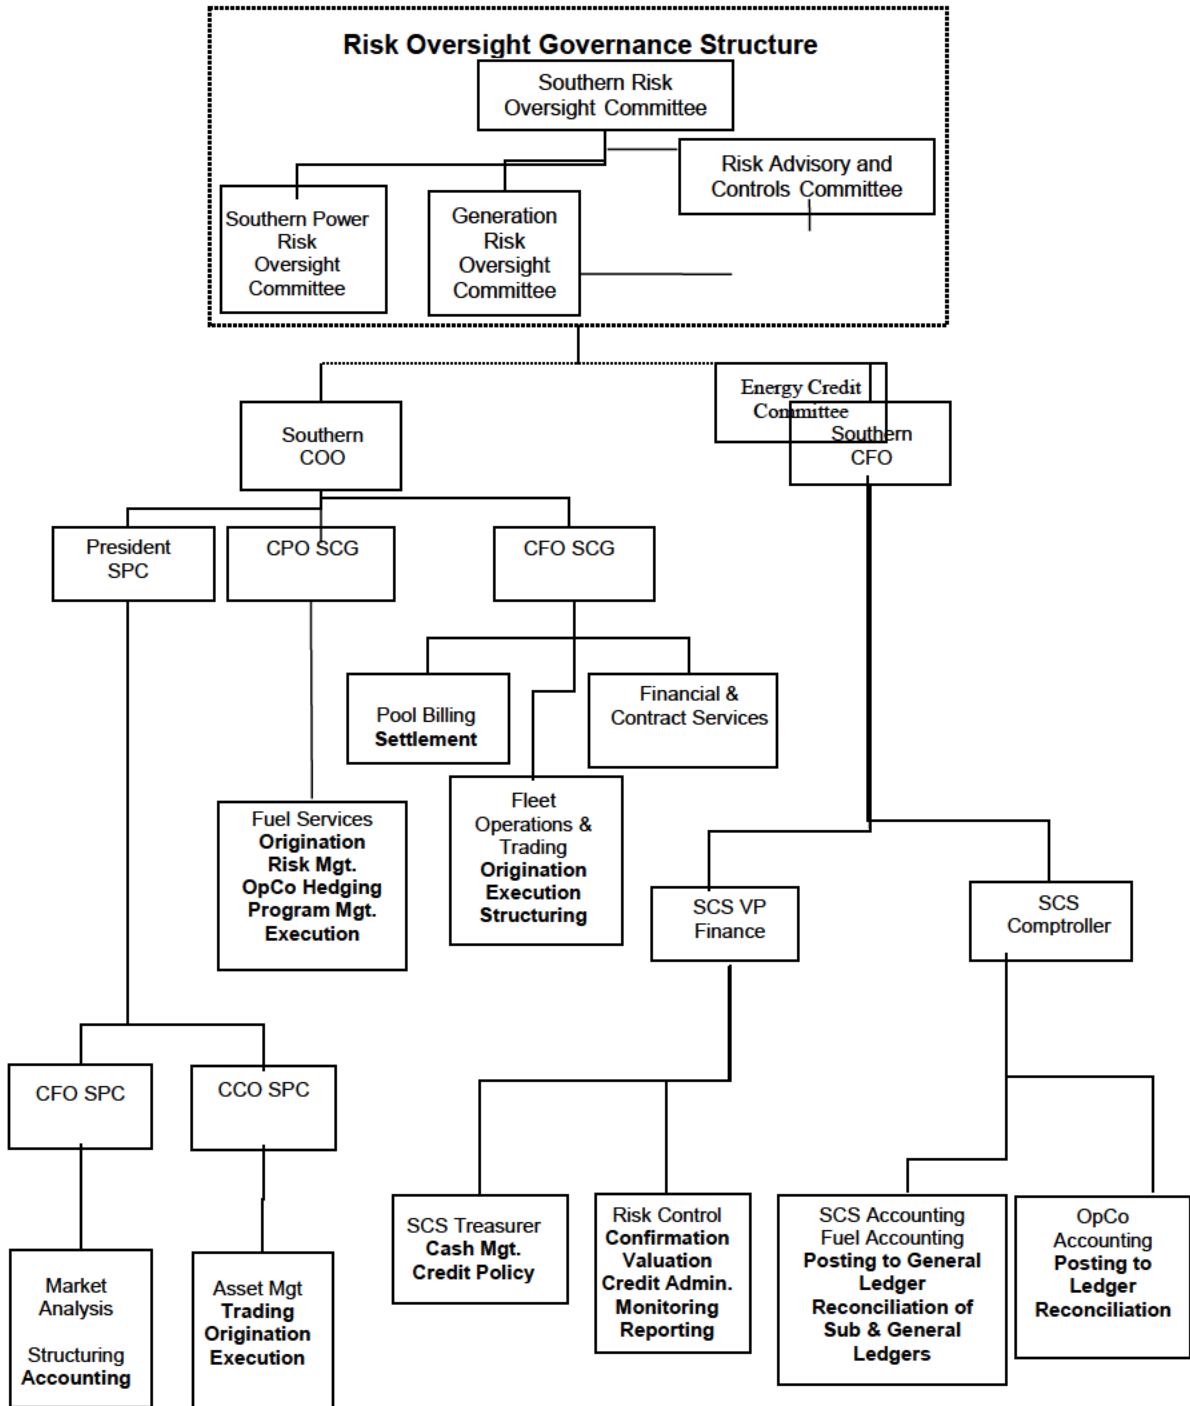 Risk Oversight Governance Structure
Southern Risk
Oversight Committee
Risk Advisory and
Controls Committee
Southern Power
Risk
Oversight
Committee
Generation
Risk
Oversight
Committee
Energy Credit
Committee
Southern
COO
Southern
CFO
President
SPC
CPO SCG
CFO SCG
Pool Billing
Settlement
Financial &
Contract Services
Fuel Services
Origination
Risk Mgt.
OpCo Hedging
Program Mgt.
Execution
Fleet
Operations &
Trading
Origination
Execution
Structuring
SCS VP
Finance
SCS
Comptroller
CFO SPC
CCO SPC
SCS Treasurer
Cash Mgt.
Credit Policy
Risk Control
Confirmation
Valuation
Credit Admin.
Monitoring
Reporting
SCS Accounting
Fuel Accounting
Posting to General
Ledger
Reconciliation of
Sub & General
Ledgers
OpCo
Accounting
Posting to
Ledger
Reconciliation
Market
Analysis
Structuring
Accounting
Asset Mgt
Trading
Origination
Execution